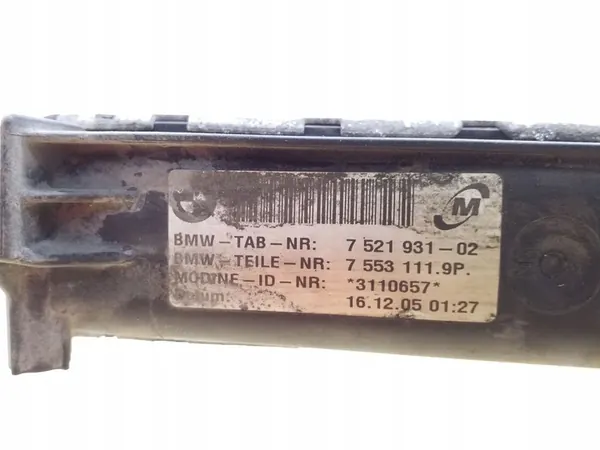 M
BMW-TAB-NR: 7 521 931-02
BMW-TEILE-NR: 7 553 111.9P.
MODINE-ID-NR: *3110657*
Datum: 16.12.05 01:27